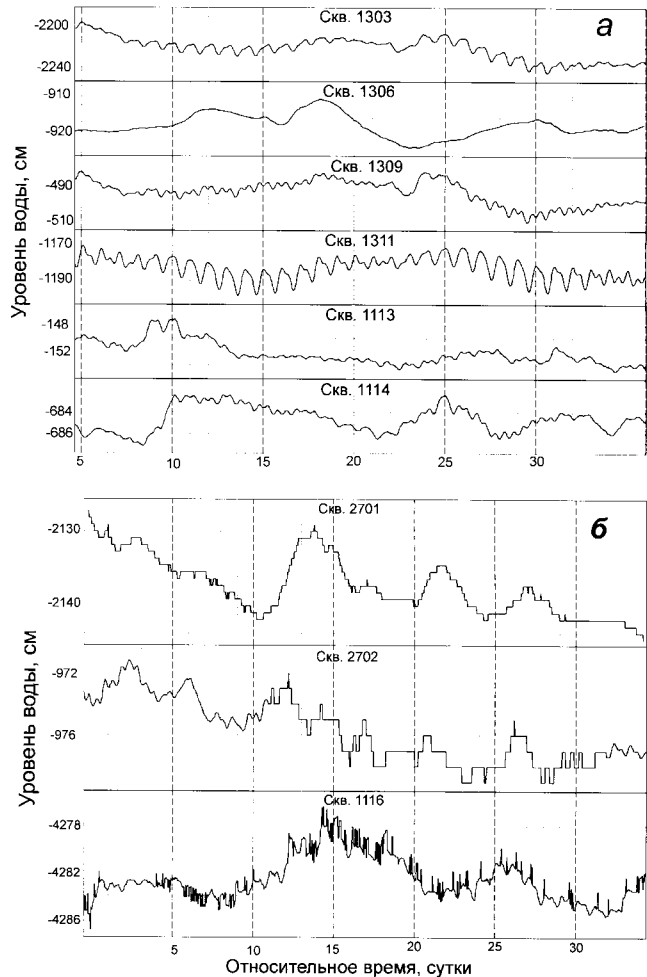 а
Уровень воды, см
Скв. 1303
-2200
-2240
Скв. 1306
-910
-920
Скв. 1309
-490
-510
Скв. 1311
-1170
-1190
Скв. 1113
-148
-152
Скв. 1114
-684
-686
5 10 15 20 25 30
б
Уровень воды, см
Скв. 2701
-2130
-2140
Скв. 2702
-972
-976
Скв. 1116
-4278
-4282
-4286
5 10 15 20 25 30
Относительное время, сутки